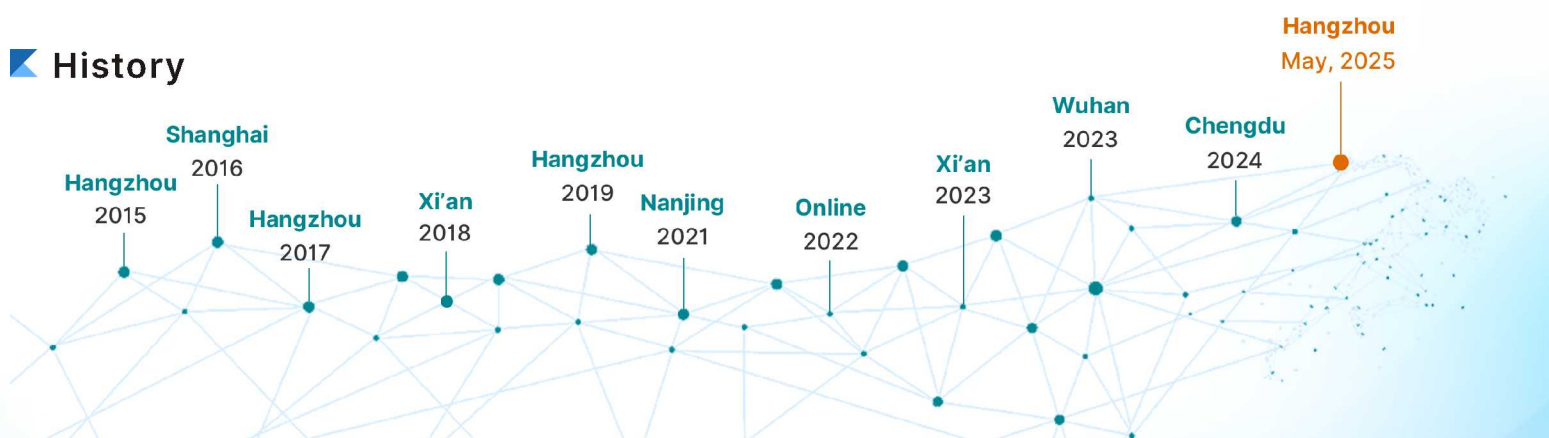 History
Hangzhou
2015
Shanghai
2016
Hangzhou
2017
Xi’an
2018
Hangzhou
2019
Nanjing
2021
Online
2022
Xi’an
2023
Wuhan
2023
Chengdu
2024
Hangzhou
May, 2025